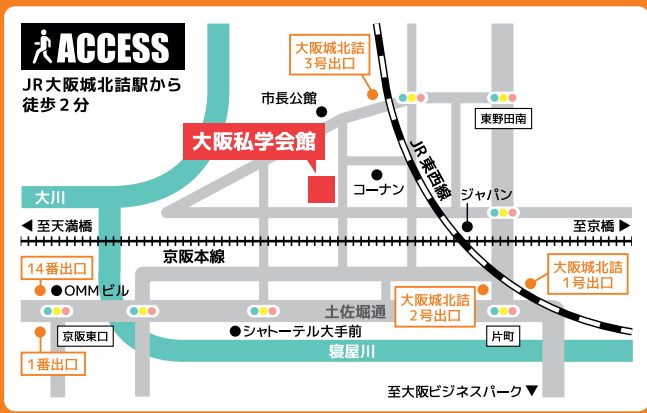 ACCESS
JR大阪城北詰駅から
徒歩2分
大阪城北詰
3号出口
市長公館
東野田南
大阪私学会館
JR東西線
コーナン
ジャパン
大川
至天満橋
至京橋
京阪本線
14番出口
OMMビル
大阪城北詰
1号出口
大阪城北詰
2号出口
土佐堀通
京阪東口
シャトーテル大手前
片町
1番出口
寝屋川
至大阪ビジネスパーク